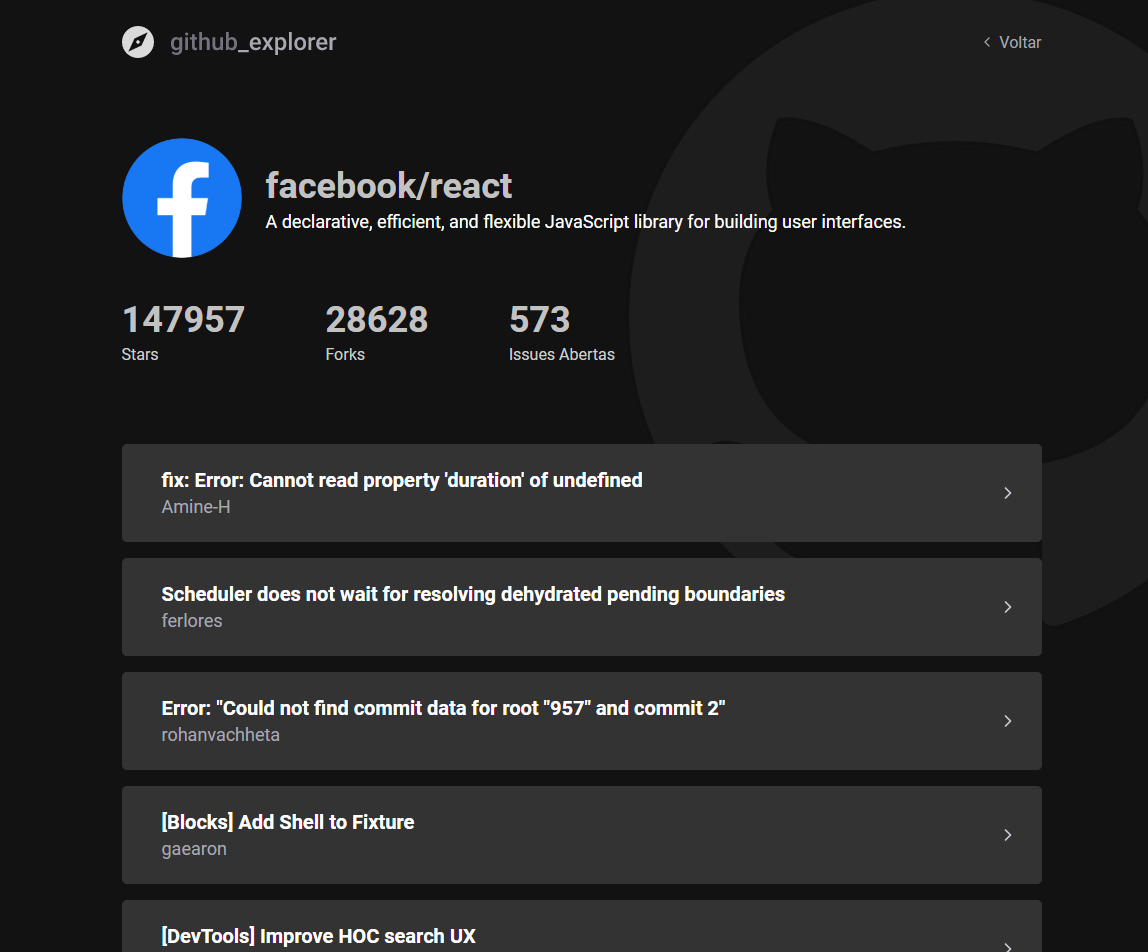 github_explorer
Voltar
facebook/react
A declarative, efficient, and flexible JavaScript library for building user interfaces.
147957 28628 573
Stars Forks Issues Abertas
fix: Error: Cannot read property 'duration' of undefined
Amine-H
Scheduler does not wait for resolving dehydrated pending boundaries
ferlores
Error: "Could not find commit data for root "957" and commit 2"
rohanvachheta
[Blocks] Add Shell to Fixture
gaearon
[DevTools] Improve HOC search UX